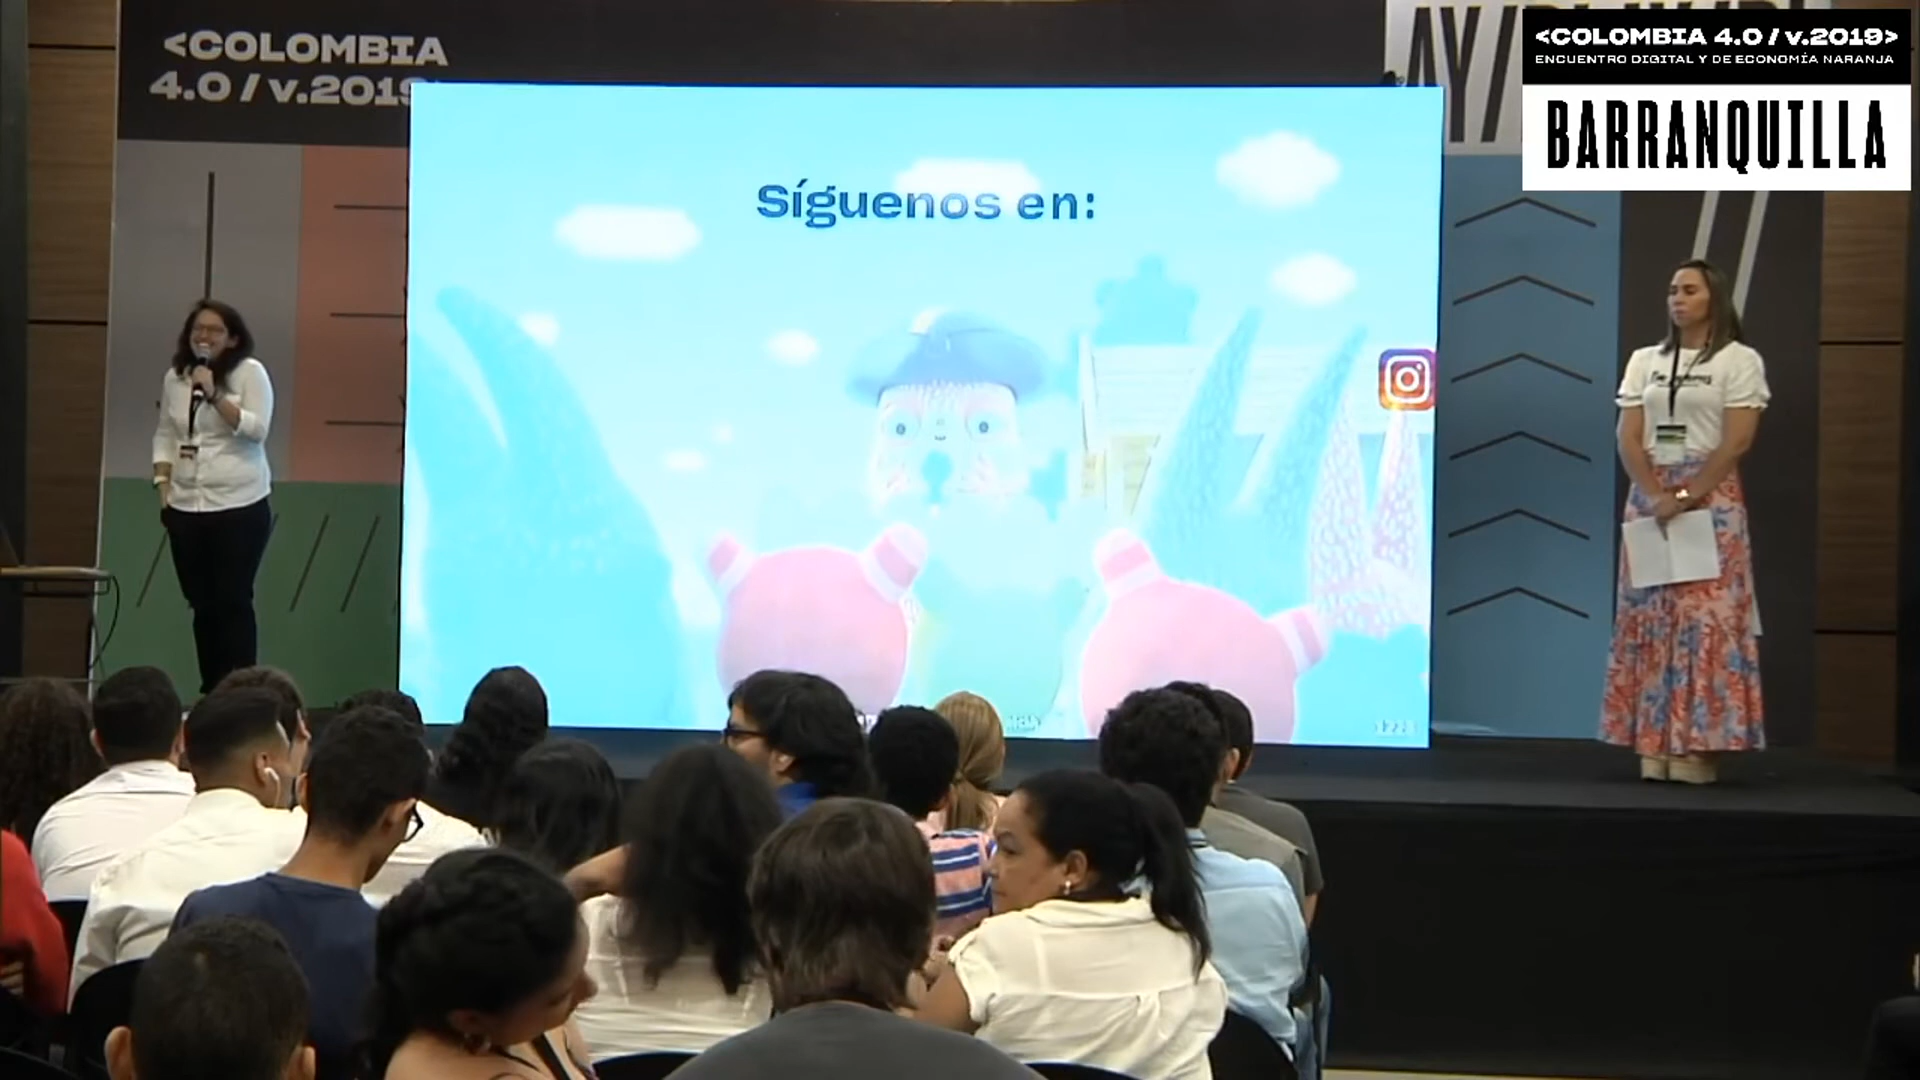 <COLOMBIA
4.0 / v.2019
Síguenos en:
<COLOMBIA 4.0 / v.2019>
ENCUENTRO DIGITAL Y DE ECONOMÍA NARANJA
BARRANQUILLA